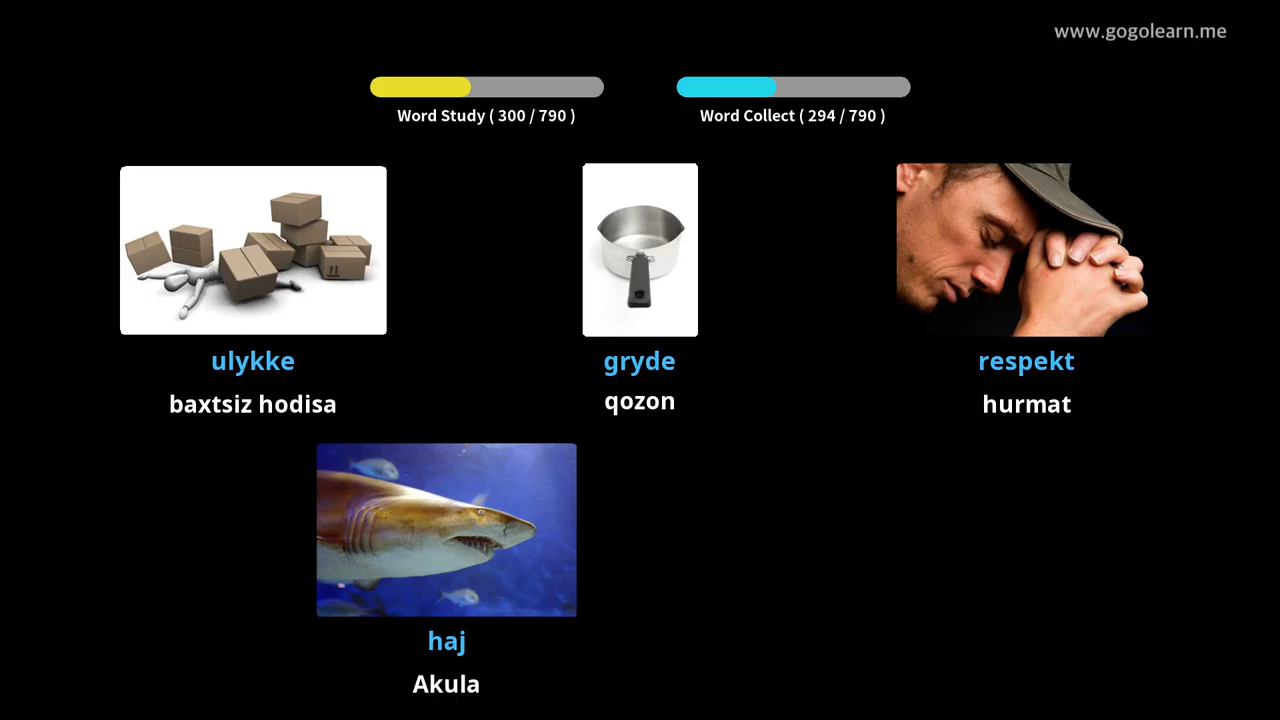 www.gogolearn.me
Word Study ( 300 / 790 )
Word Collect ( 294 / 790 )
ulykke
baxtsiz hodisa
gryde
qozon
respekt
hurmat
haj
Akula